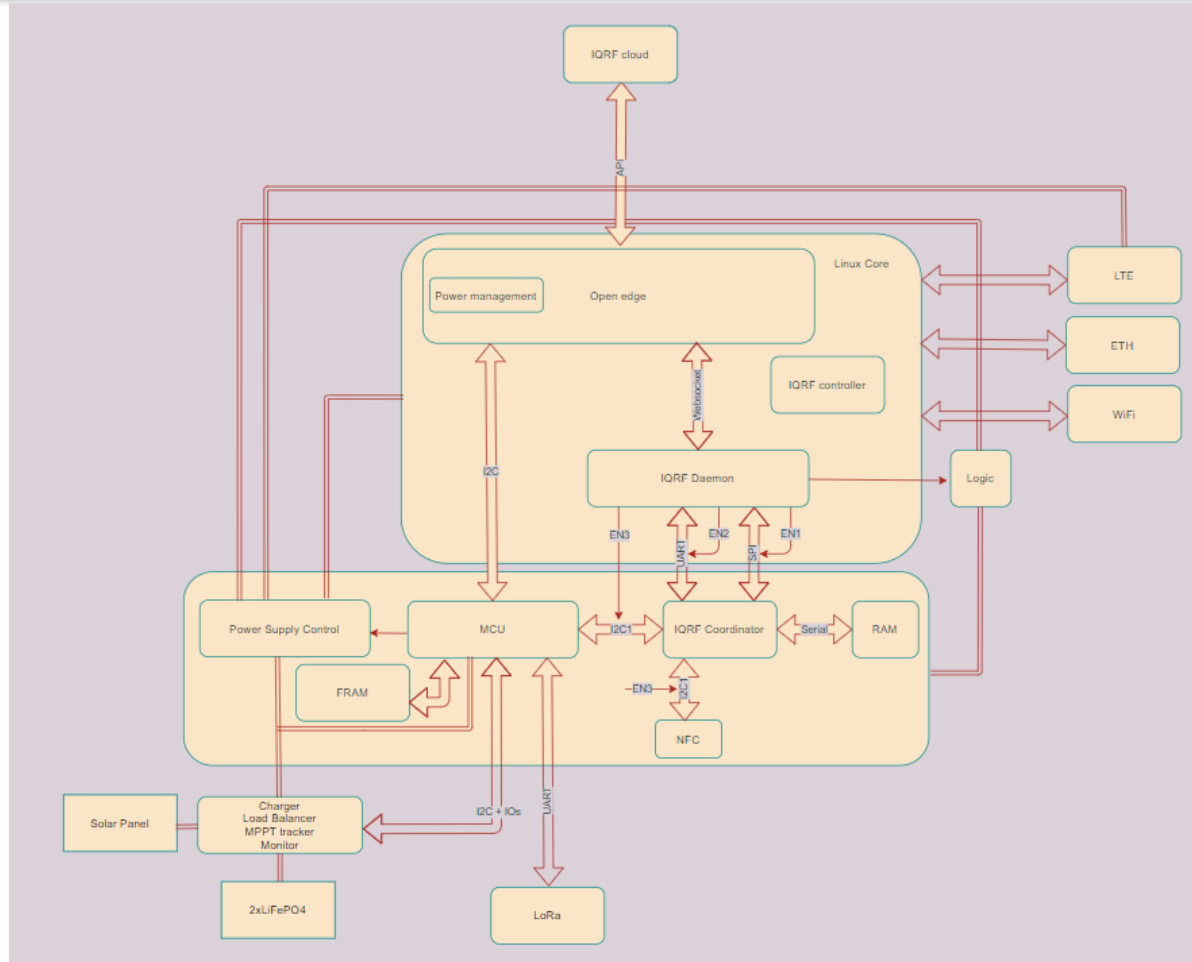 IQRF cloud
API
Linux Core
Power management
Open edge
LTE
ETH
IQRF controller
WiFi
Websocket
I2C
IQRF Daemon
Logic
EN3
UART
EN2
SPI
EN1
Power Supply Control
MCU
I2C1
IQRF Coordinator
Serial
RAM
FRAM
EN3
I2C1
NFC
Solar Panel
Charger
Load Balancer
MPPT tracker
Monitor
I2C + IOs
UART
2xLiFePO4
LoRa